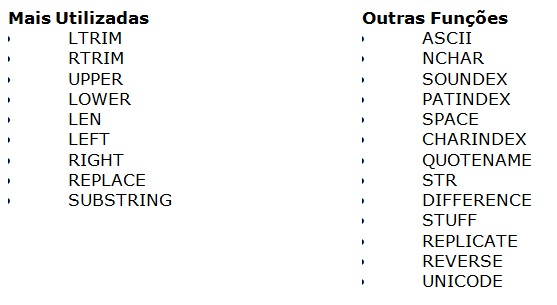 Mais Utilizadas
LTRIM
RTRIM
UPPER
LOWER
LEN
LEFT
RIGHT
REPLACE
SUBSTRING
Outras Funções
ASCII
NCHAR
SOUNDEX
PATINDEX
SPACE
CHARINDEX
QUOTENAME
STR
DIFFERENCE
STUFF
REPLICATE
REVERSE
UNICODE